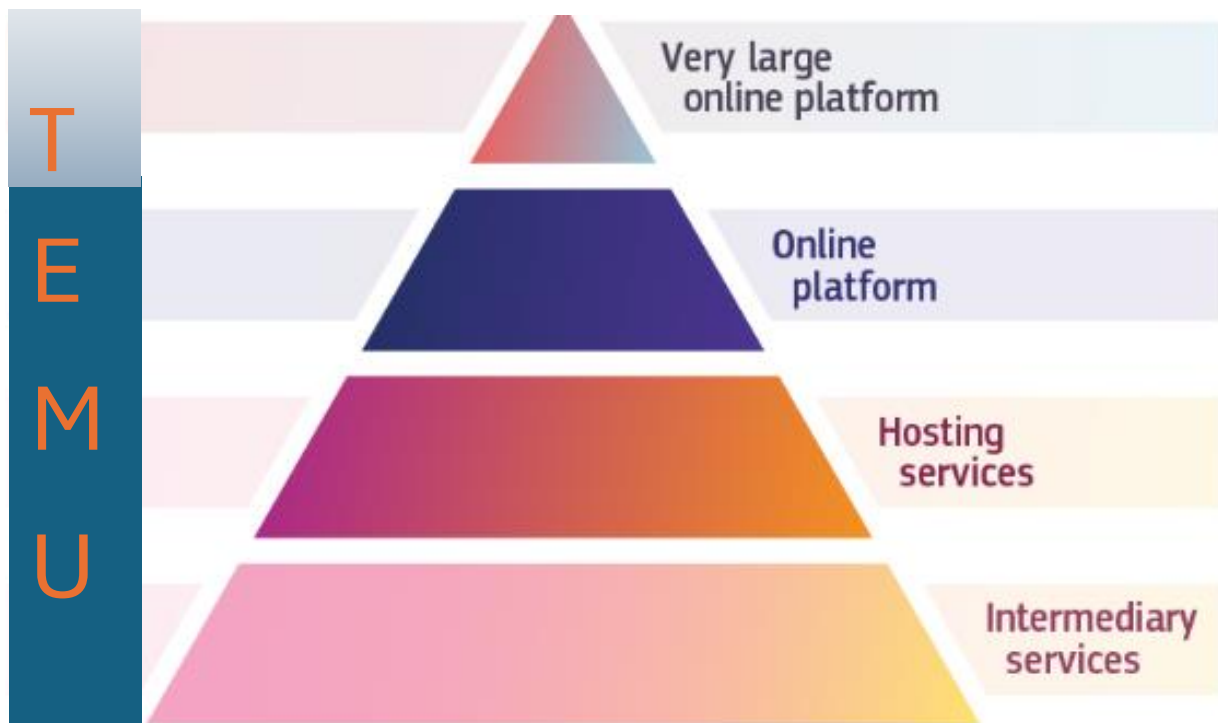 T
E
M
U
Very large
online platform
Online
platform
Hosting
services
Intermediary
services